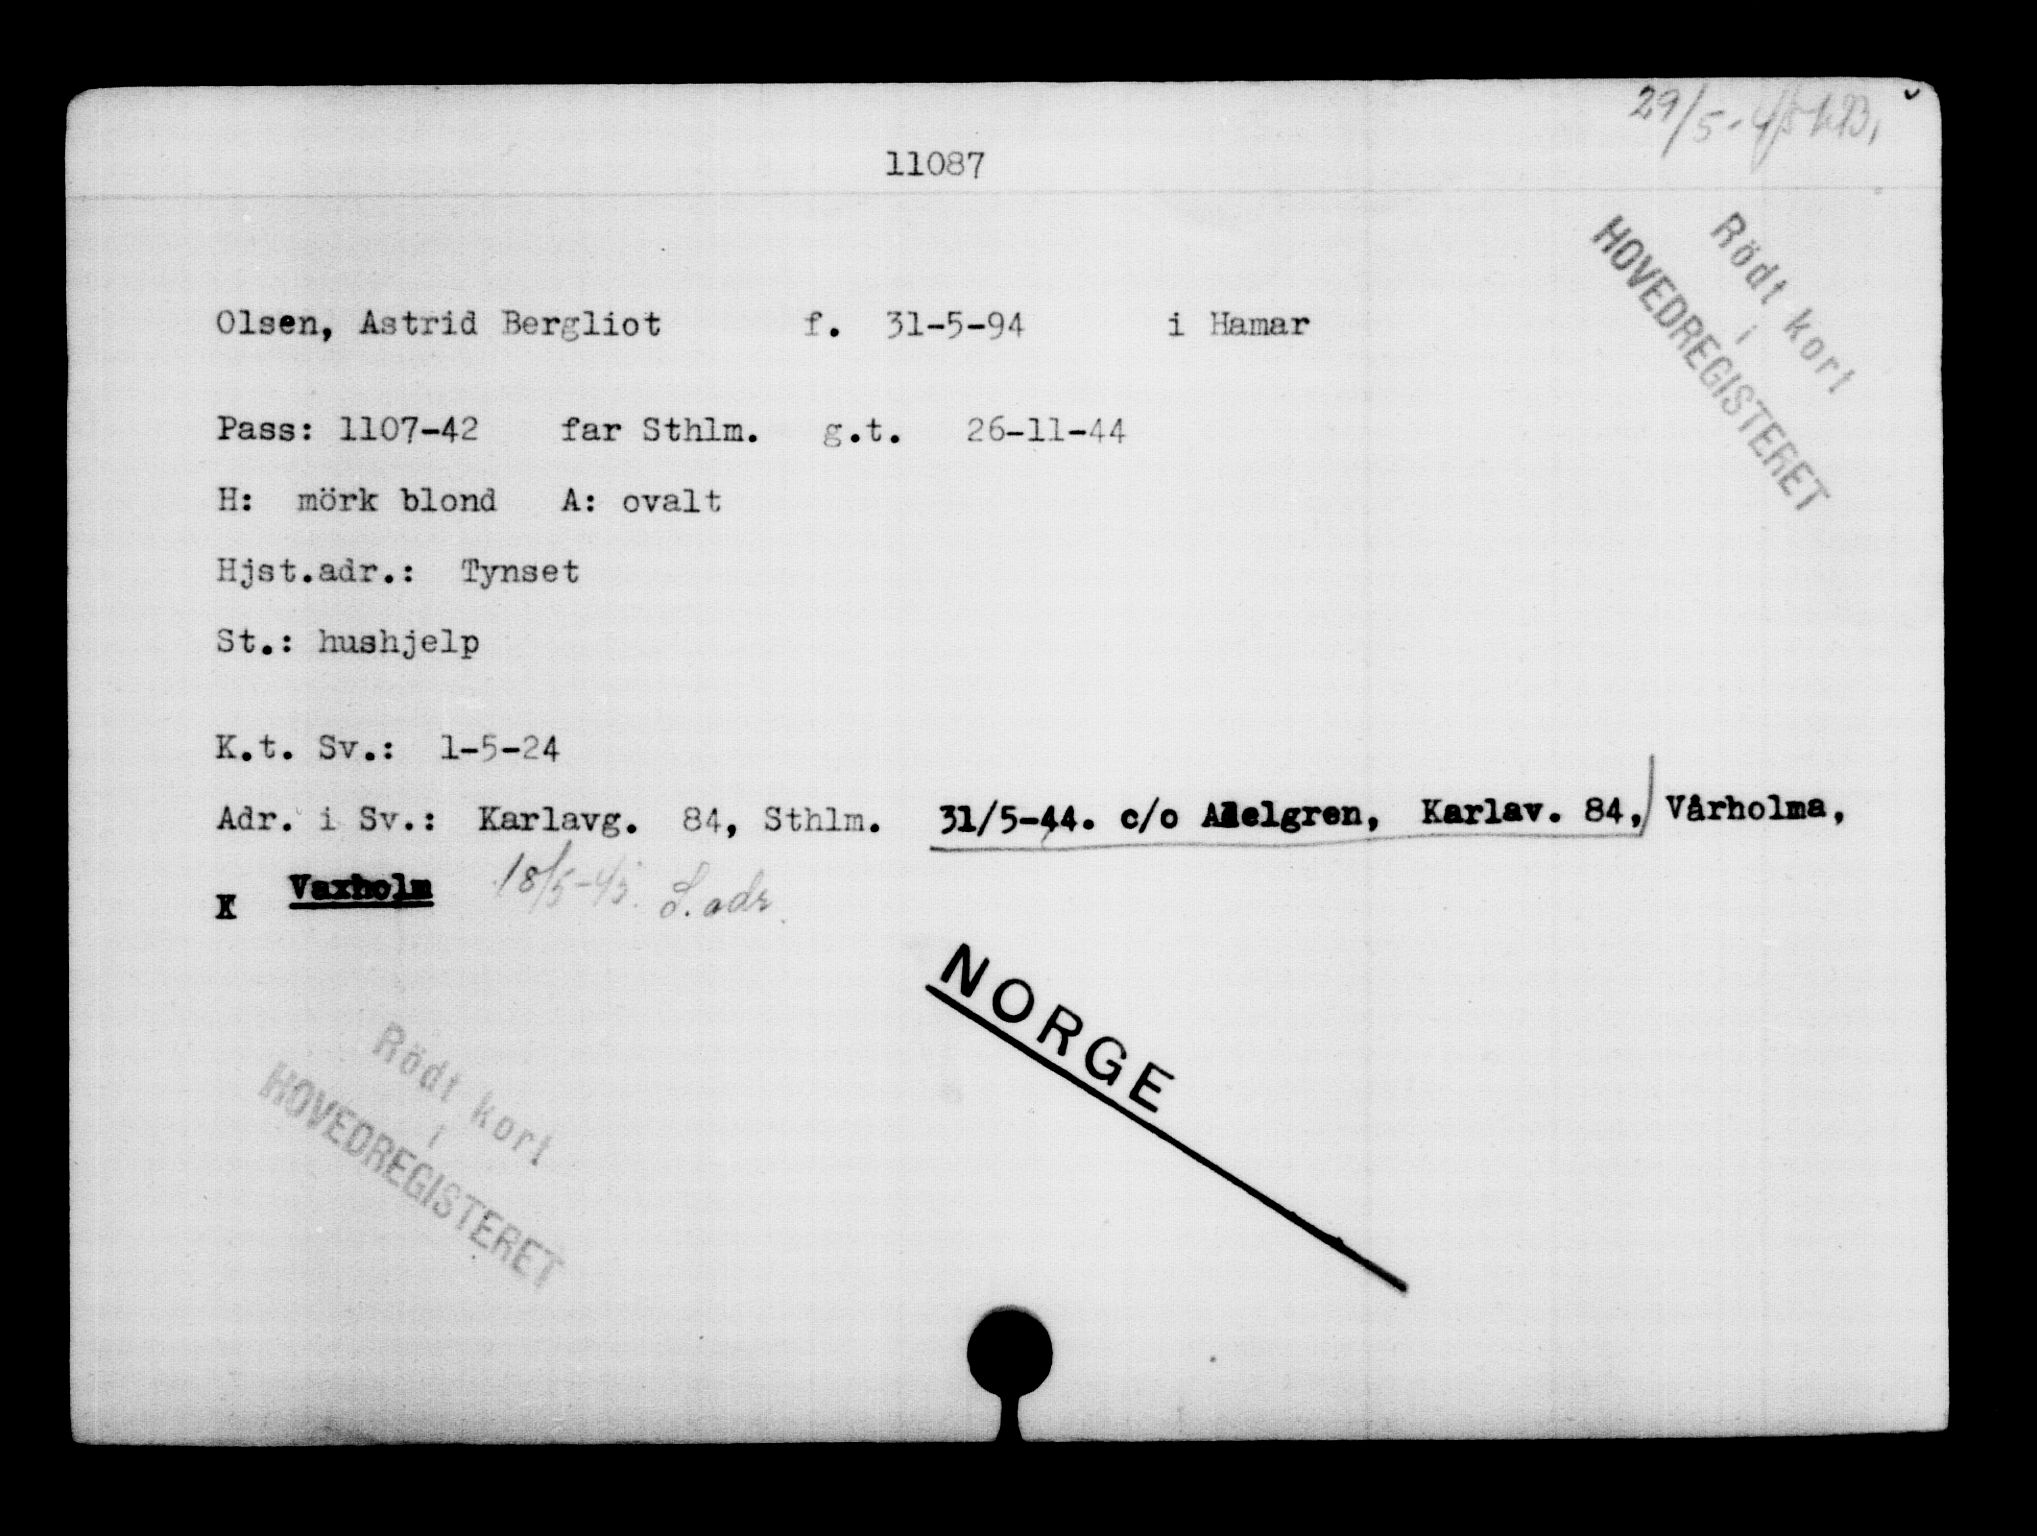 29/5-45
11087
Rödt kort
i
HOVEDREGISTERET
Olsen, Astrid Bergliot f. 31-5-94 i Hamar
Pass: 1107-42 far Sthlm. g.t. 26-11-44
H: mörk blond A: ovalt
Hjst.adr.: Tynset
St.: hushjelp
K.t. Sv.: 1-5-24
Adr. i Sv.: Karlavg. 84, Sthlm. 31/5-44. c/o Adelgren, Karlav. 84, Vårholma,
X Vaxholm 18/5-45. S. adr.
NORGE
Rödt kort
i
HOVEDREGISTERET